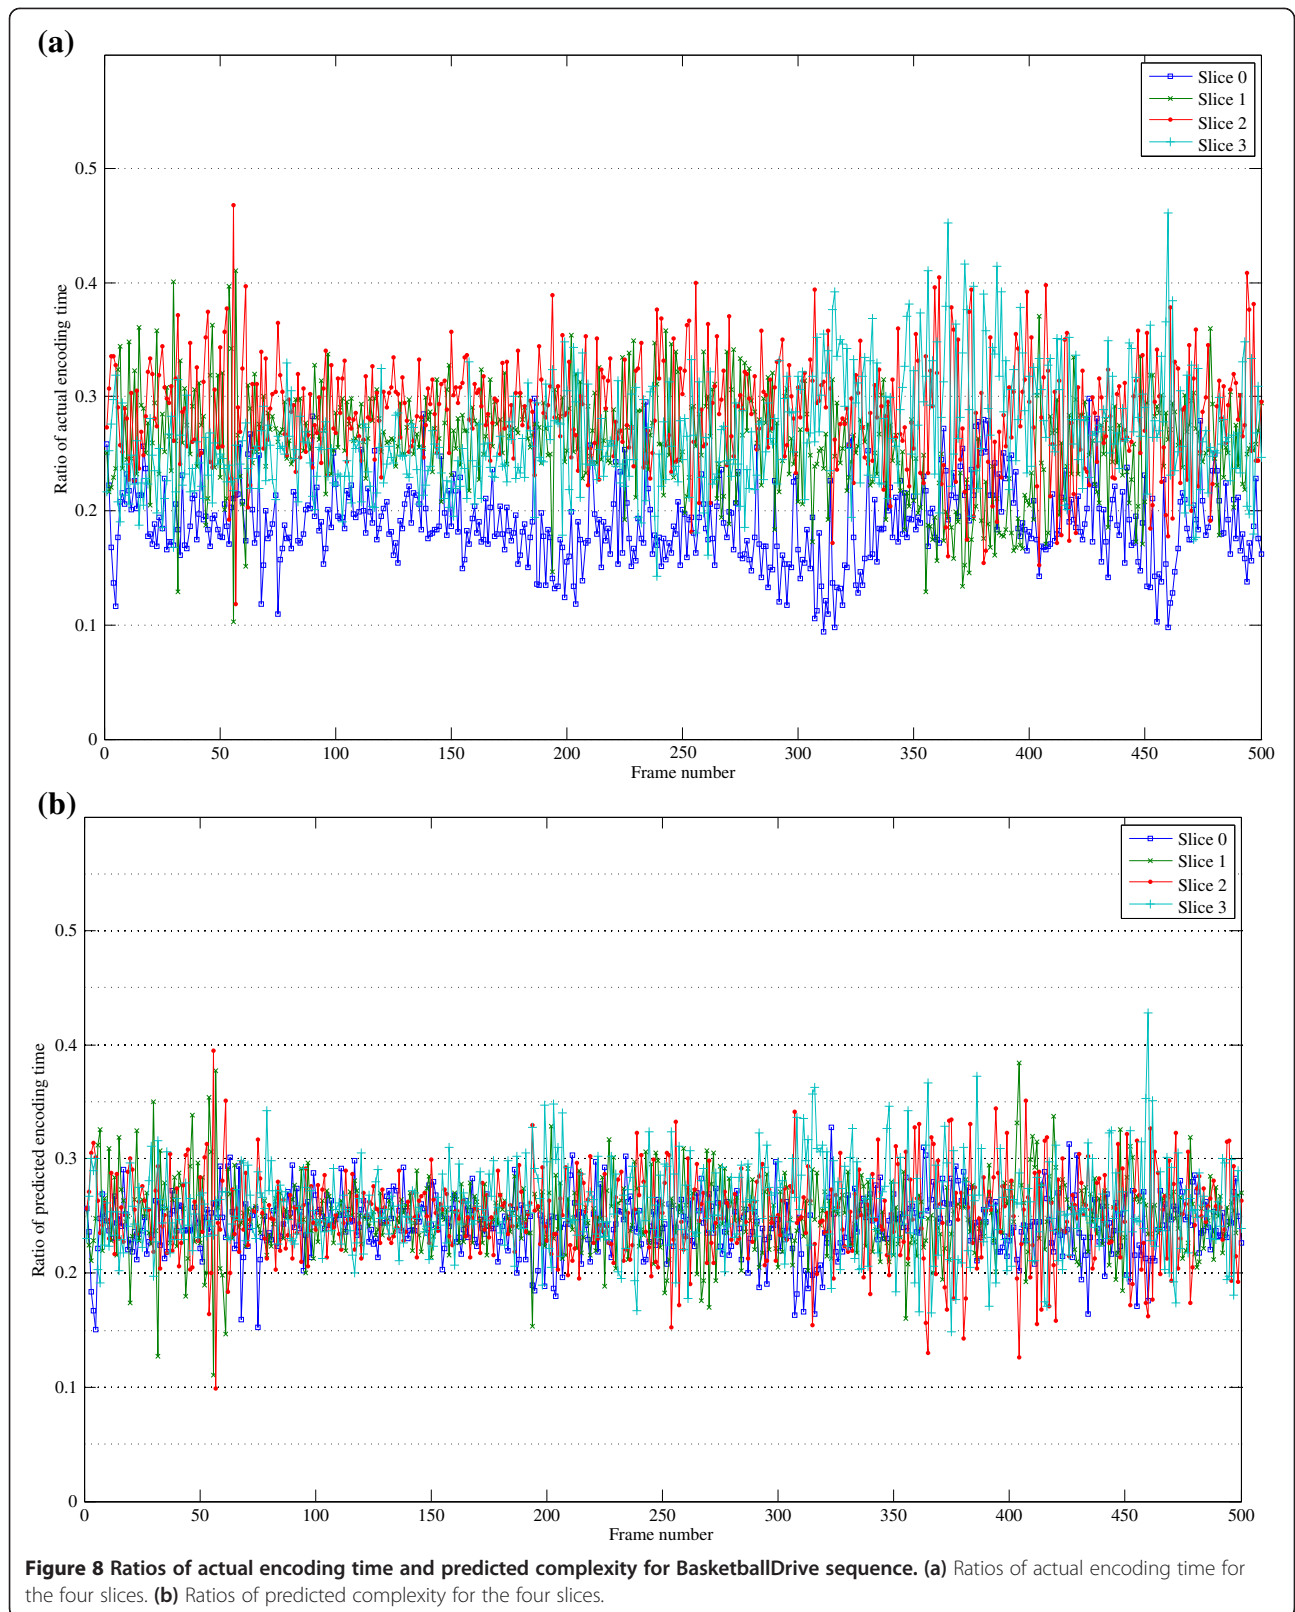 (a)
Slice 0
Slice 1
Slice 2
Slice 3
0.5
0.4
0.3
0.2
0.1
0
Ratio of actual encoding time
0 50 100 150 200 250 300 350 400 450 500
Frame number
(b)
Slice 0
Slice 1
Slice 2
Slice 3
0.5
0.4
0.3
0.2
0.1
0
Ratio of predicted encoding time
0 50 100 150 200 250 300 350 400 450 500
Frame number
Figure 8 Ratios of actual encoding time and predicted complexity for BasketballDrive sequence. (a) Ratios of actual encoding time for
the four slices. (b) Ratios of predicted complexity for the four slices.